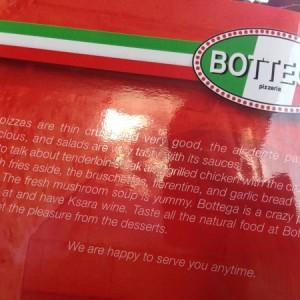 BOTTE
pizzeria
pizzas are thin crus and very good, the al dente pa
cious, and salads are very tasty with its sauces.
to talk about tenderloin steak and grilled chicken with the c
h fries aside, the bruschettas, fiorentina, and garlic bread
The fresh mushroom soup is yummy. Bottega is a crazy
at and have Ksara wine. Taste all the natural food at Bot
et the pleasure from the desserts.
We are happy to serve you anytime.